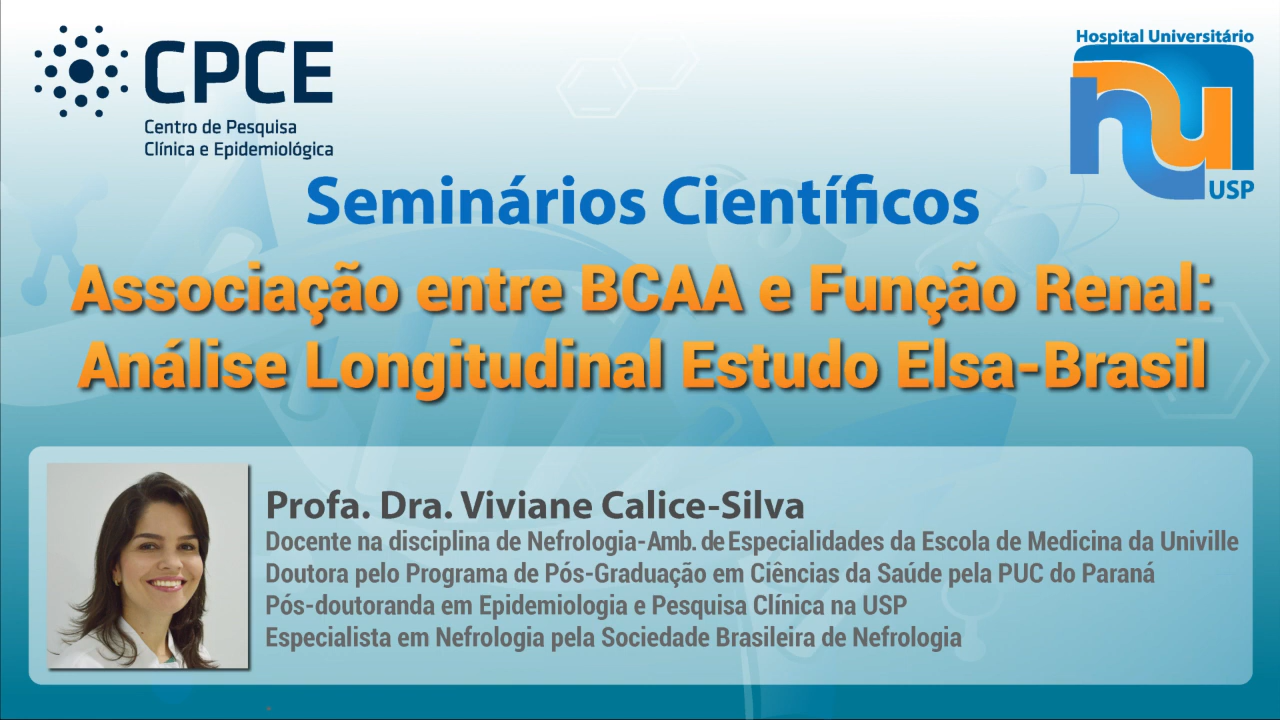 CPCE
Centro de Pesquisa
Clínica e Epidemiológica
Hospital Universitário
hu
USP
Seminários Científicos
Associação entre BCAA e Função Renal:
Análise Longitudinal Estudo Elsa-Brasil
Profa. Dra. Viviane Calice-Silva
Docente na disciplina de Nefrologia-Amb. de Especialidades da Escola de Medicina da Univille
Doutora pelo Programa de Pós-Graduação em Ciências da Saúde pela PUC do Paraná
Pós-doutoranda em Epidemiologia e Pesquisa Clínica na USP
Especialista em Nefrologia pela Sociedade Brasileira de Nefrologia